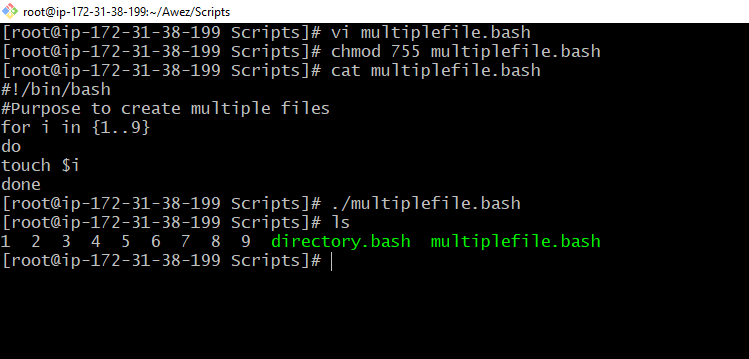 root@ip-172-31-38-199:~/Awez/Scripts
[root@ip-172-31-38-199 Scripts]# vi multiplefile.bash
[root@ip-172-31-38-199 Scripts]# chmod 755 multiplefile.bash
[root@ip-172-31-38-199 Scripts]# cat multiplefile.bash
#!/bin/bash
#Purpose to create multiple files
for i in {1..9}
do
touch $i
done
[root@ip-172-31-38-199 Scripts]# ./multiplefile.bash
[root@ip-172-31-38-199 Scripts]# ls
1  2  3  4  5  6  7  8  9  directory.bash  multiplefile.bash
[root@ip-172-31-38-199 Scripts]#